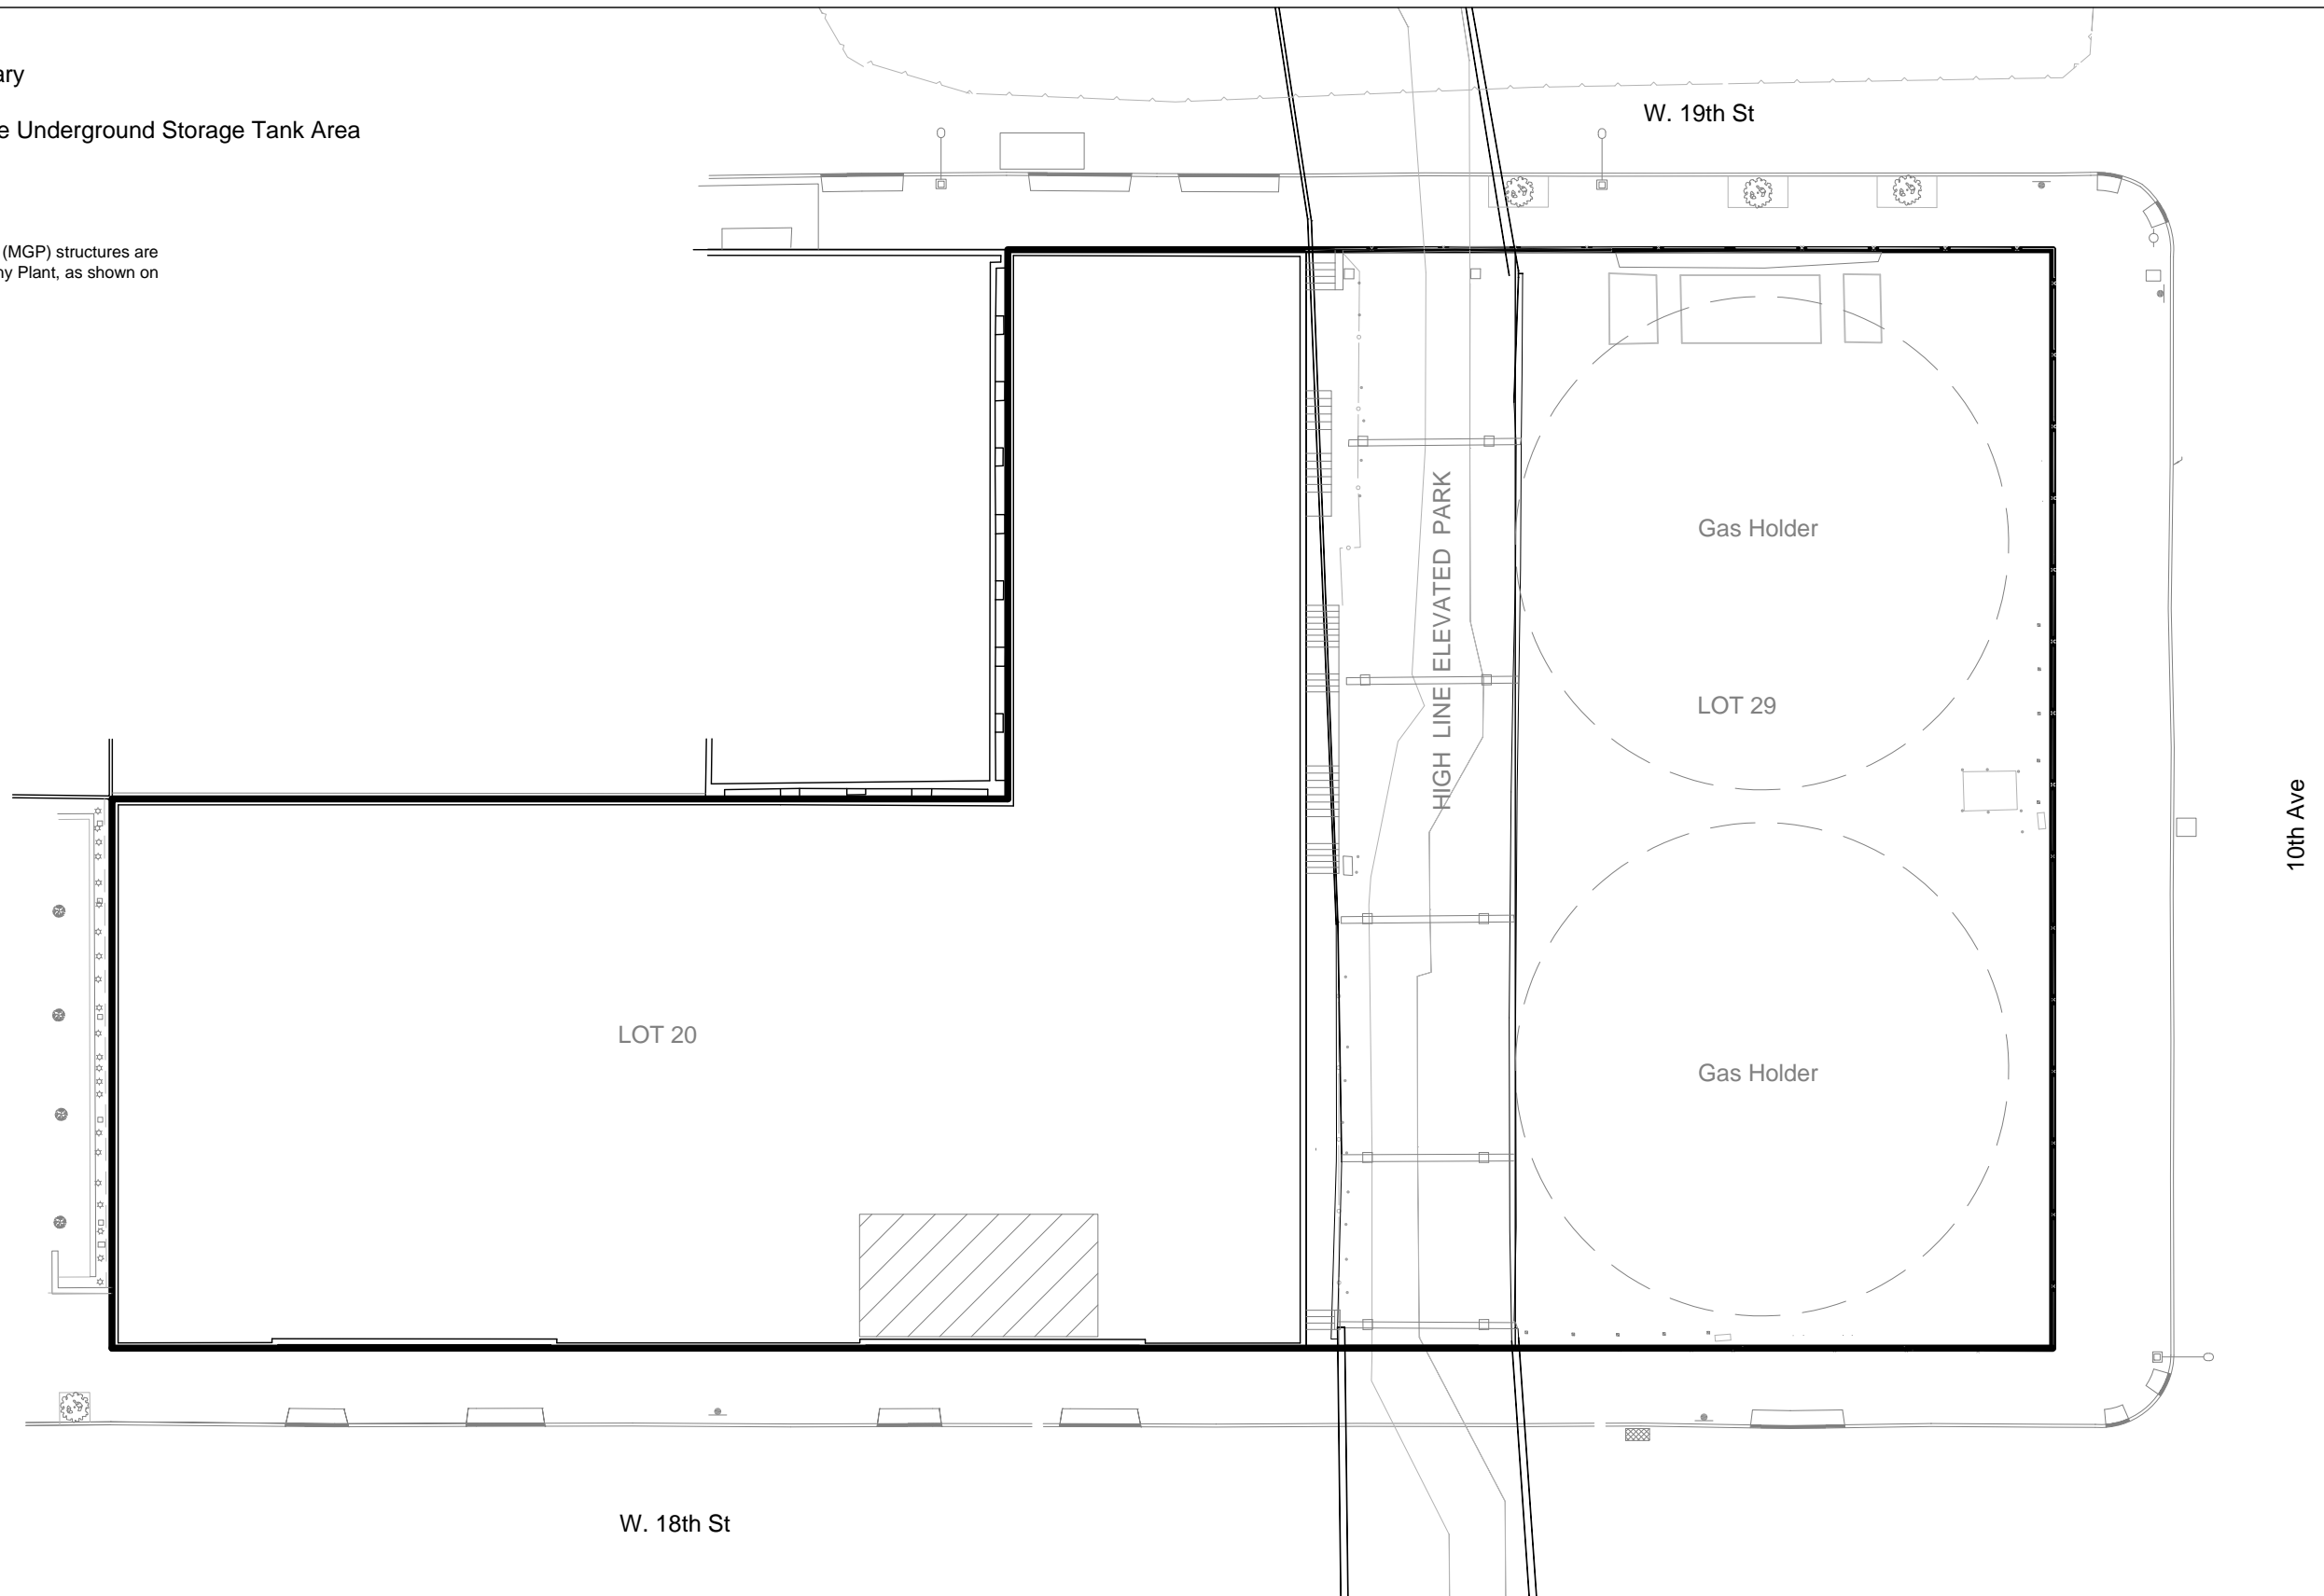 ary
e Underground Storage Tank Area
(MGP) structures are
ny Plant, as shown on
W. 19th St
HIGH LINE ELEVATED PARK
Gas Holder
LOT 29
10th Ave
LOT 20
Gas Holder
W. 18th St